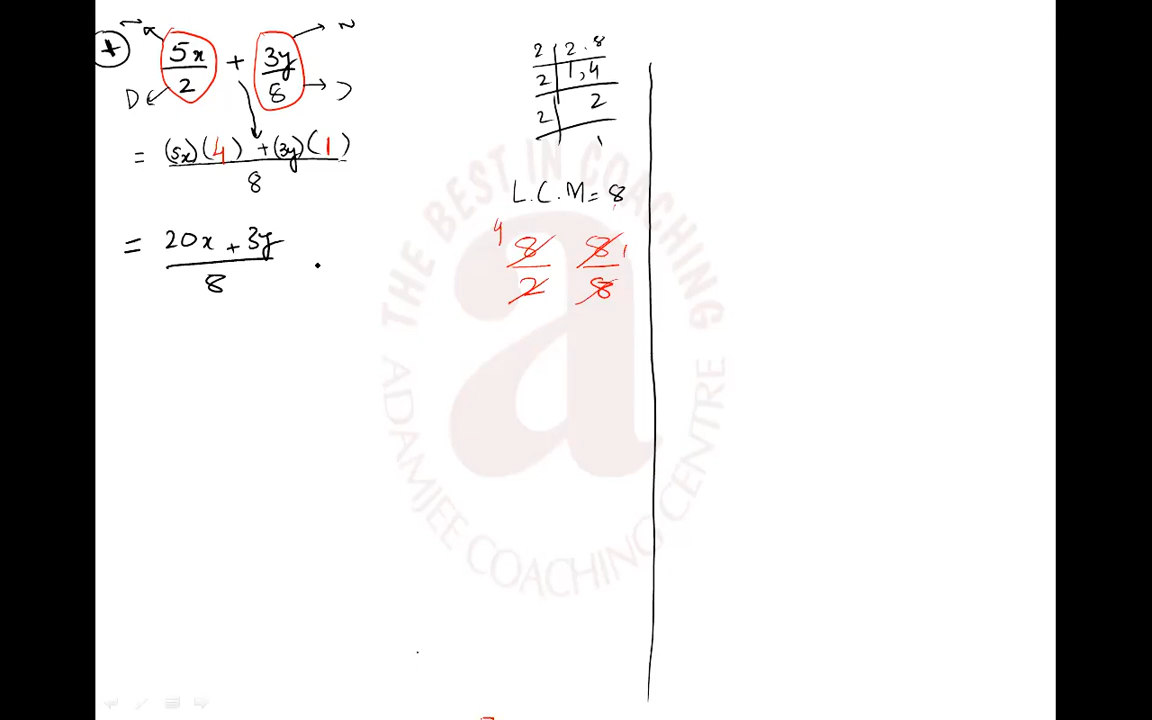 + N N
5x/2 + 3y/8
D D
= (5x)(4) + (3y)(1)
8
= 20x + 3y
8
2 | 2, 8
2 | 1, 4
2 | 2
1
L.C.M = 8
4 8/2 8/8 1
THE BEST IN COACHING
a
ADAMJEE COACHING CENTRE